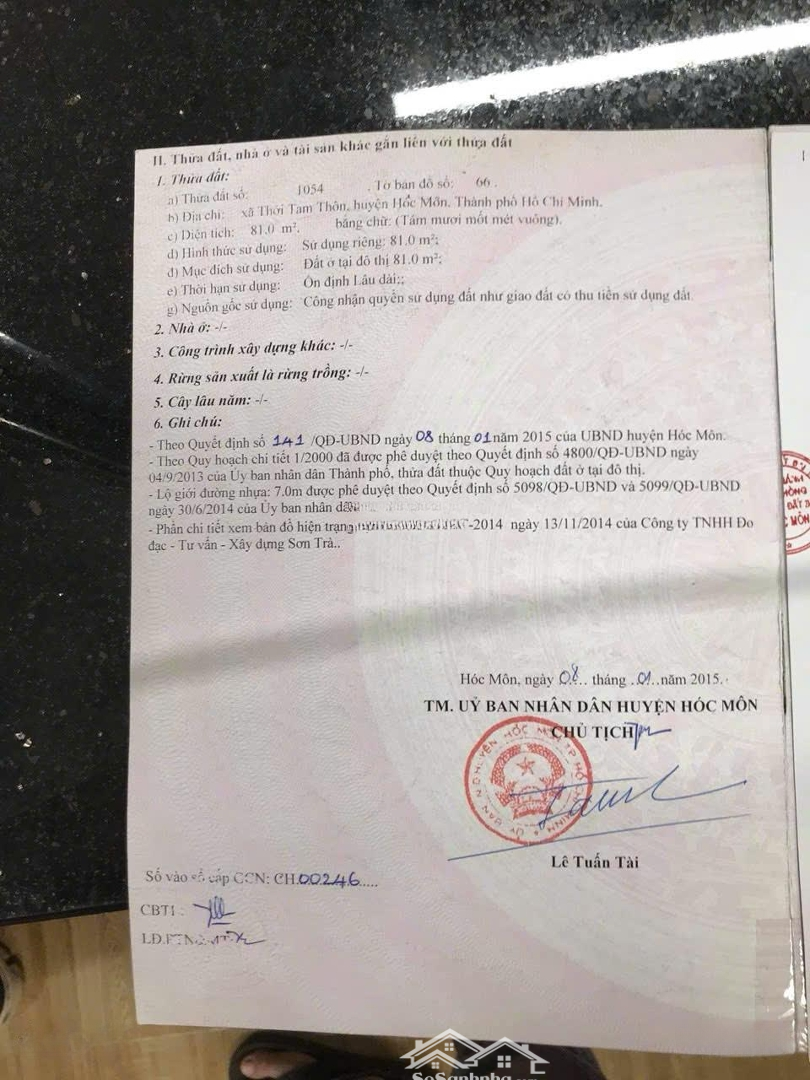 II. Thửa đất, nhà ở và tài sản khác gắn liền với thửa đất
1. Thửa đất:
a) Thửa đất số: 1054 . Tờ bản đồ số: 66 .
b) Địa chỉ: xã Thới Tam Thôn, huyện Hóc Môn, Thành phố Hồ Chí Minh.
c) Diện tích: 81.0 m², bằng chữ: (Tám mươi mốt mét vuông).
d) Hình thức sử dụng: Sử dụng riêng: 81.0 m²;
đ) Mục đích sử dụng: Đất ở tại đô thị 81.0 m²;
e) Thời hạn sử dụng: Ổn định Lâu dài;;
g) Nguồn gốc sử dụng: Công nhận quyền sử dụng đất như giao đất có thu tiền sử dụng đất.
2. Nhà ở: -/-
3. Công trình xây dựng khác: -/-
4. Rừng sản xuất là rừng trồng: -/-
5. Cây lâu năm: -/-
6. Ghi chú:
- Theo Quyết định số 141 /QĐ-UBND ngày 08 tháng 01 năm 2015 của UBND huyện Hóc Môn.
- Theo Quy hoạch chi tiết 1/2000 đã được phê duyệt theo Quyết định số 4800/QĐ-UBND ngày
04/9/2013 của Ủy ban nhân dân Thành phố, thửa đất thuộc Quy hoạch đất ở tại đô thị.
- Lộ giới đường nhựa: 7.0m được phê duyệt theo Quyết định số 5098/QĐ-UBND và 5099/QĐ-UBND
ngày 30/6/2014 của Ủy ban nhân dân
- Phần chi tiết xem bản đồ hiện trạng -2014 ngày 13/11/2014 của Công ty TNHH Đo
đạc - Tư vấn - Xây dựng Sơn Trà..
Hóc Môn, ngày 08 tháng 01 năm 2015.
TM. UỶ BAN NHÂN DÂN HUYỆN HÓC MÔN
CHỦ TỊCH
Lê Tuấn Tài
Số vào sổ cấp GCN: CH.00246.....
CBTL: